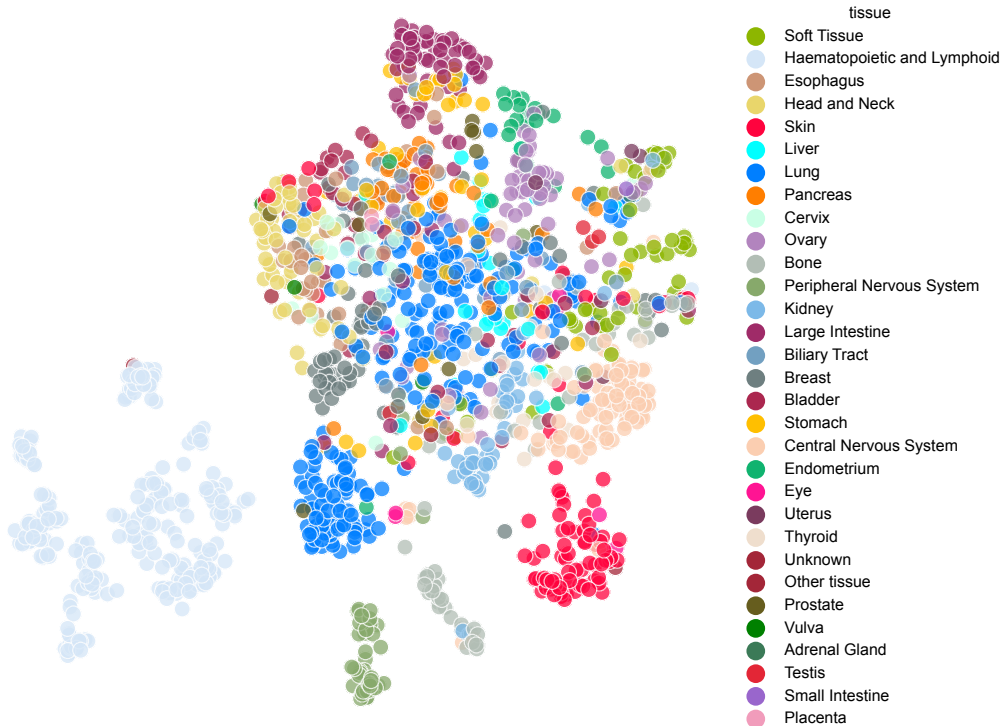 tissue
Soft Tissue
Haematopoietic and Lymphoid
Esophagus
Head and Neck
Skin
Liver
Lung
Pancreas
Cervix
Ovary
Bone
Peripheral Nervous System
Kidney
Large Intestine
Biliary Tract
Breast
Bladder
Stomach
Central Nervous System
Endometrium
Eye
Uterus
Thyroid
Unknown
Other tissue
Prostate
Vulva
Adrenal Gland
Testis
Small Intestine
Placenta